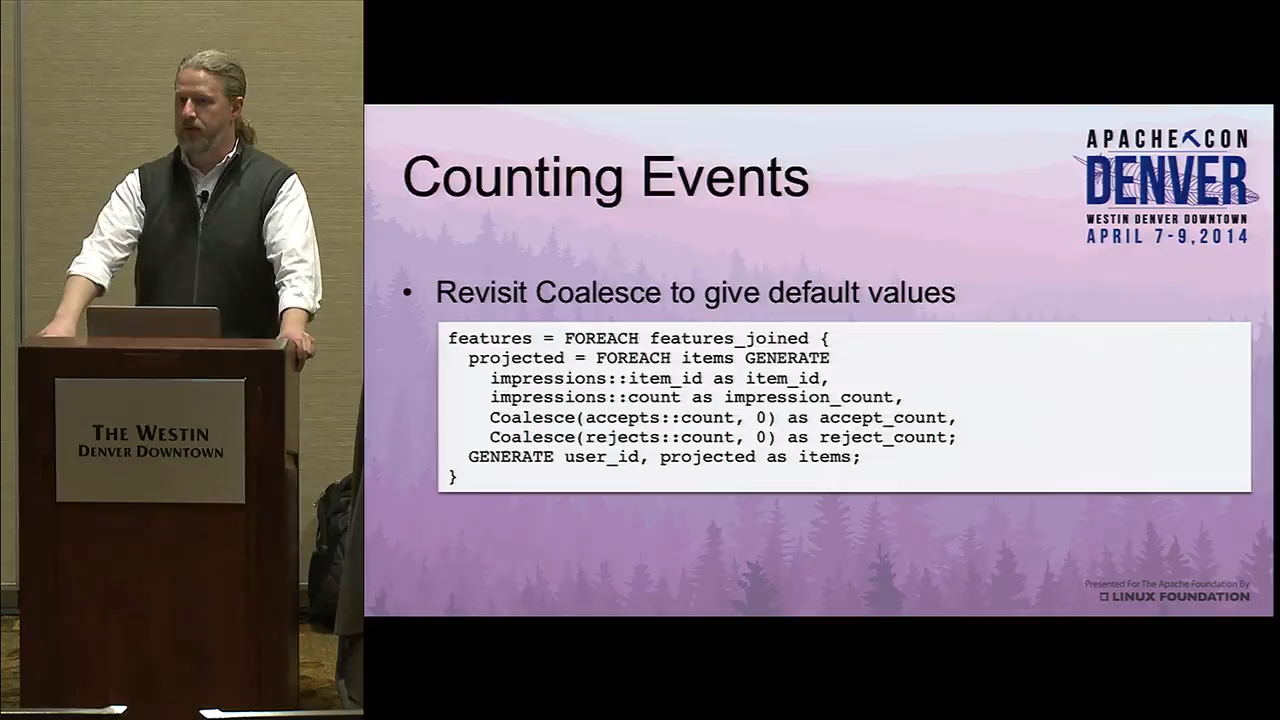 THE WESTIN
DENVER DOWNTOWN
Counting Events
APACHE CON
DENVER
WESTIN DENVER DOWNTOWN
APRIL 7-9, 2014
• Revisit Coalesce to give default values
features = FOREACH features_joined {
  projected = FOREACH items GENERATE
    impressions::item_id as item_id,
    impressions::count as impression_count,
    Coalesce(accepts::count, 0) as accept_count,
    Coalesce(rejects::count, 0) as reject_count;
  GENERATE user_id, projected as items;
}
Presented For The Apache Foundation By
LINUX FOUNDATION